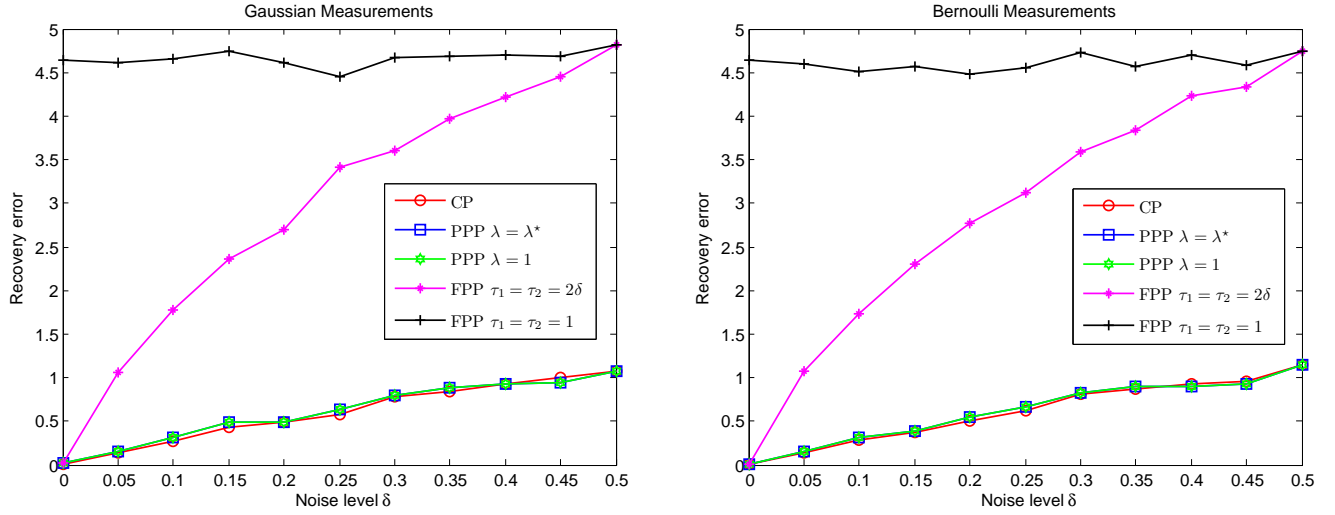 Gaussian Measurements
5
4.5
4
3.5
3
2.5
2
1.5
1
0.5
0
Recovery error
CP
PPP λ = λ⋆
PPP λ = 1
FPP τ₁ = τ₂ = 2δ
FPP τ₁ = τ₂ = 1
0 0.05 0.1 0.15 0.2 0.25 0.3 0.35 0.4 0.45 0.5
Noise level δ
Bernoulli Measurements
5
4.5
4
3.5
3
2.5
2
1.5
1
0.5
0
Recovery error
CP
PPP λ = λ⋆
PPP λ = 1
FPP τ₁ = τ₂ = 2δ
FPP τ₁ = τ₂ = 1
0 0.05 0.1 0.15 0.2 0.25 0.3 0.35 0.4 0.45 0.5
Noise level δ